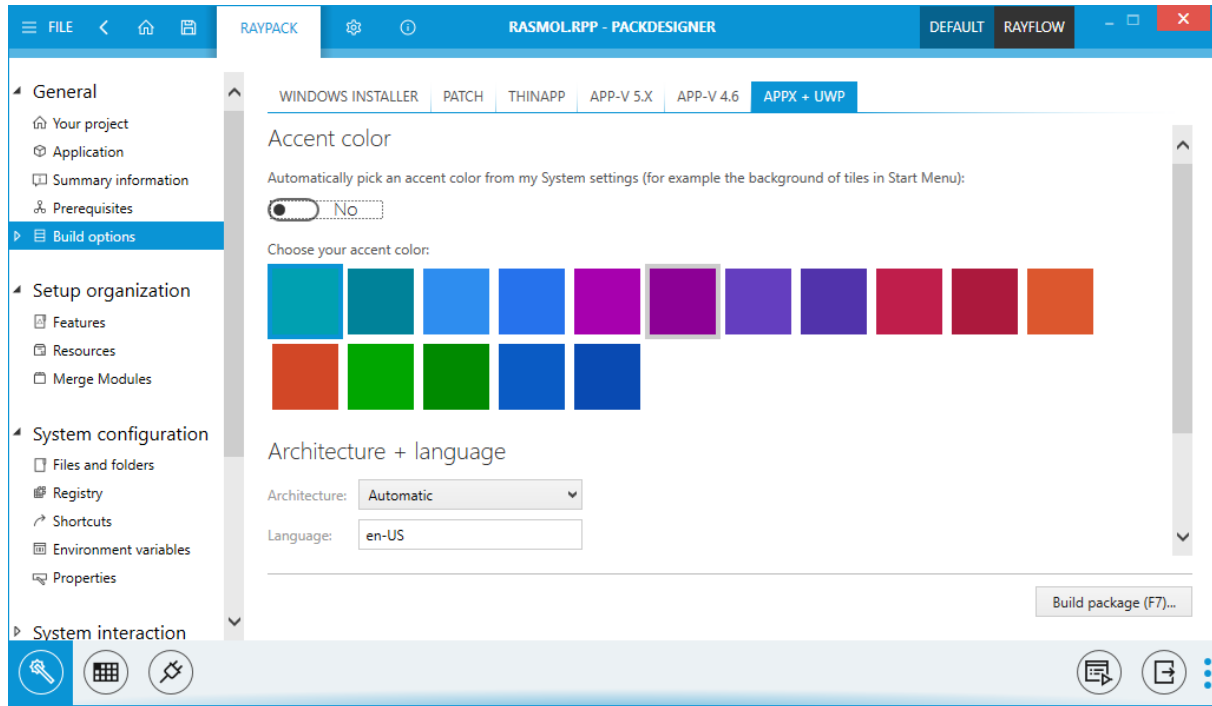 FILE
RAYPACK
RASMOL.RPP - PACKDESIGNER
DEFAULT
RAYFLOW
General
Your project
Application
Summary information
Prerequisites
Build options
Setup organization
Features
Resources
Merge Modules
System configuration
Files and folders
Registry
Shortcuts
Environment variables
Properties
System interaction
WINDOWS INSTALLER PATCH THINAPP APP-V 5.X APP-V 4.6 APPX + UWP
Accent color
Automatically pick an accent color from my System settings (for example the background of tiles in Start Menu):
No
Choose your accent color:
Architecture + language
Architecture: Automatic
Language: en-US
Build package (F7)...